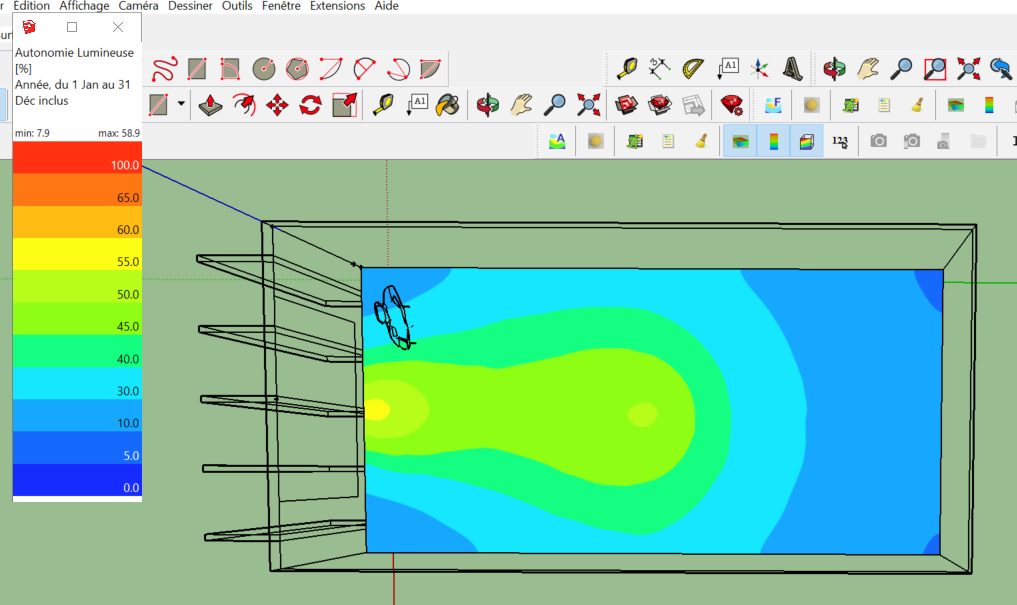 Edition Affichage Caméra Dessiner Outils Fenêtre Extensions Aide
Autonomie Lumineuse
[%]
Année, du 1 Jan au 31
Déc inclus
min: 7.9 max: 58.9
100.0
65.0
60.0
55.0
50.0
45.0
40.0
30.0
10.0
5.0
0.0
A1
A1
F
A
123